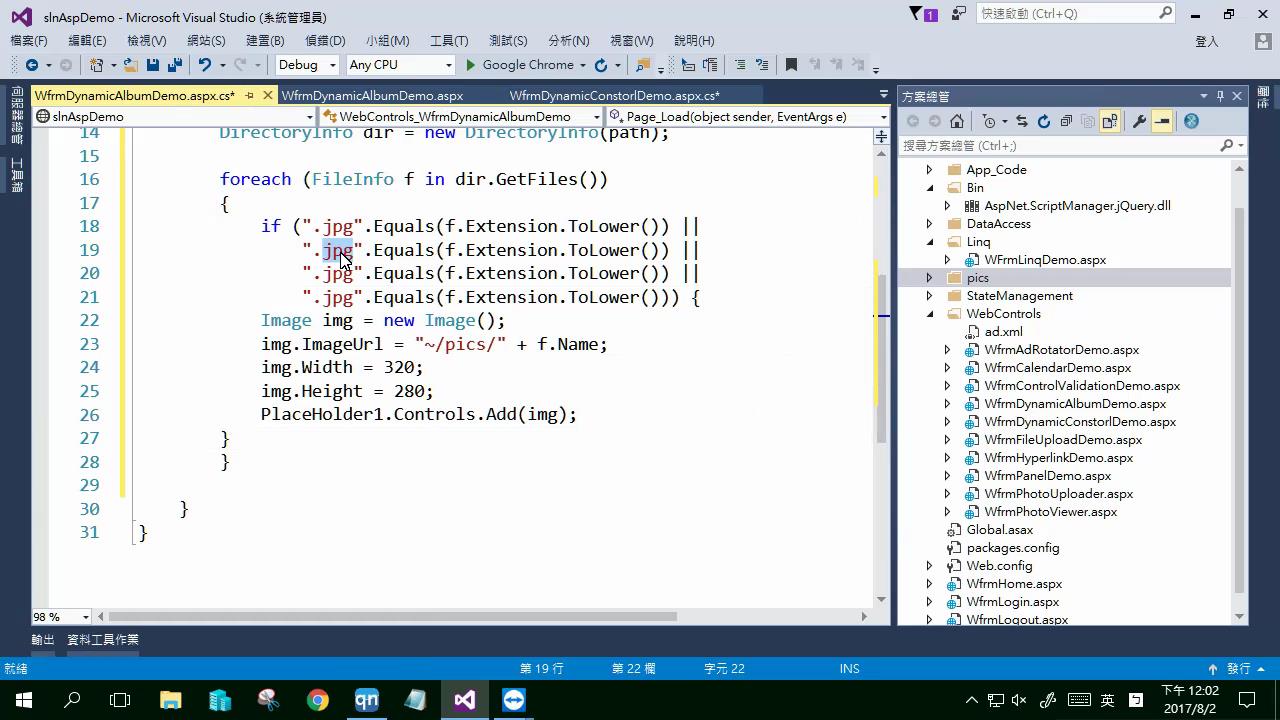 slnAspDemo - Microsoft Visual Studio (系統管理員)
1
快速啟動 (Ctrl+Q)
檔案(F) 編輯(E) 檢視(V) 網站(S) 建置(B) 偵錯(D) 小組(M) 工具(T) 測試(S) 分析(N) 視窗(W) 說明(H)
登入
Debug Any CPU Google Chrome
WfrmDynamicAlbumDemo.aspx.cs* WfrmDynamicAlbumDemo.aspx WfrmDynamicConstorlDemo.aspx.cs*
slnAspDemo WebControls_WfrmDynamicAlbumDemo Page_Load(object sender, EventArgs e)
伺服器總管
工具箱
14 DirectoryInfo dir = new DirectoryInfo(path);
15
16 foreach (FileInfo f in dir.GetFiles())
17 {
18 if (".jpg".Equals(f.Extension.ToLower()) ||
19 ".jpg".Equals(f.Extension.ToLower()) ||
20 ".jpg".Equals(f.Extension.ToLower()) ||
21 ".jpg".Equals(f.Extension.ToLower())) {
22 Image img = new Image();
23 img.ImageUrl = "~/pics/" + f.Name;
24 img.Width = 320;
25 img.Height = 280;
26 PlaceHolder1.Controls.Add(img);
27 }
28 }
29
30 }
31 }
98 %
輸出 資料工具作業
方案總管
搜尋方案總管 (Ctrl+;)
App_Code
Bin
AspNet.ScriptManager.jQuery.dll
DataAccess
Linq
WFrmLinqDemo.aspx
pics
StateManagement
WebControls
ad.xml
WfrmAdRotatorDemo.aspx
WfrmCalendarDemo.aspx
WfrmControlValidationDemo.aspx
WfrmDynamicAlbumDemo.aspx
WfrmDynamicConstorlDemo.aspx
WfrmFileUploadDemo.aspx
WfrmHyperlinkDemo.aspx
WfrmPanelDemo.aspx
WfrmPhotoUploader.aspx
WfrmPhotoViewer.aspx
Global.asax
packages.config
Web.config
WfrmHome.aspx
WfrmLogin.aspx
WfrmLogout.aspx
就緒 第 19 行 第 22 欄 字元 22 INS 發行
qn
英
下午 12:02
2017/8/2